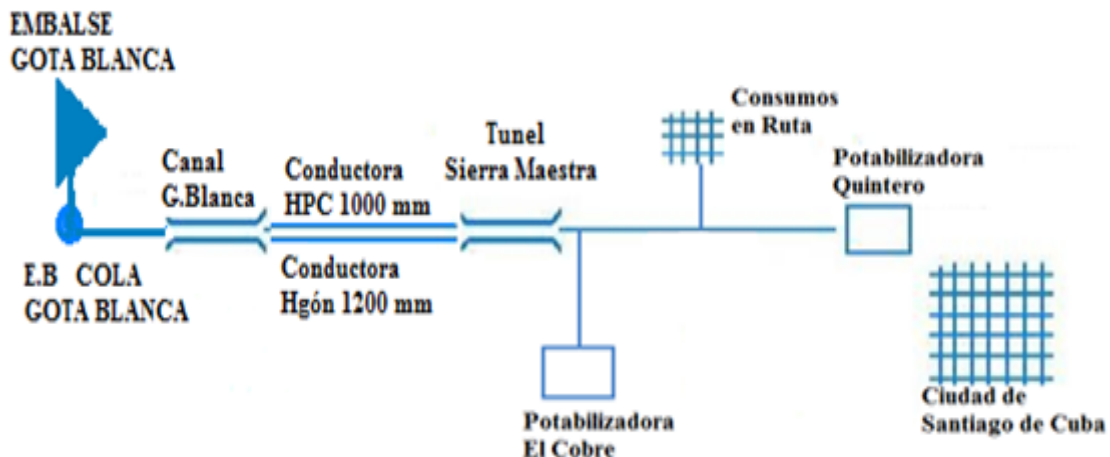 EMBALSE
GOTA BLANCA
E.B COLA
GOTA BLANCA
Canal
G.Blanca
Conductora
HPC 1000 mm
Conductora
Hgón 1200 mm
Tunel
Sierra Maestra
Consumos
en Ruta
Potabilizadora
Quintero
Potabilizadora
El Cobre
Ciudad de
Santiago de Cuba